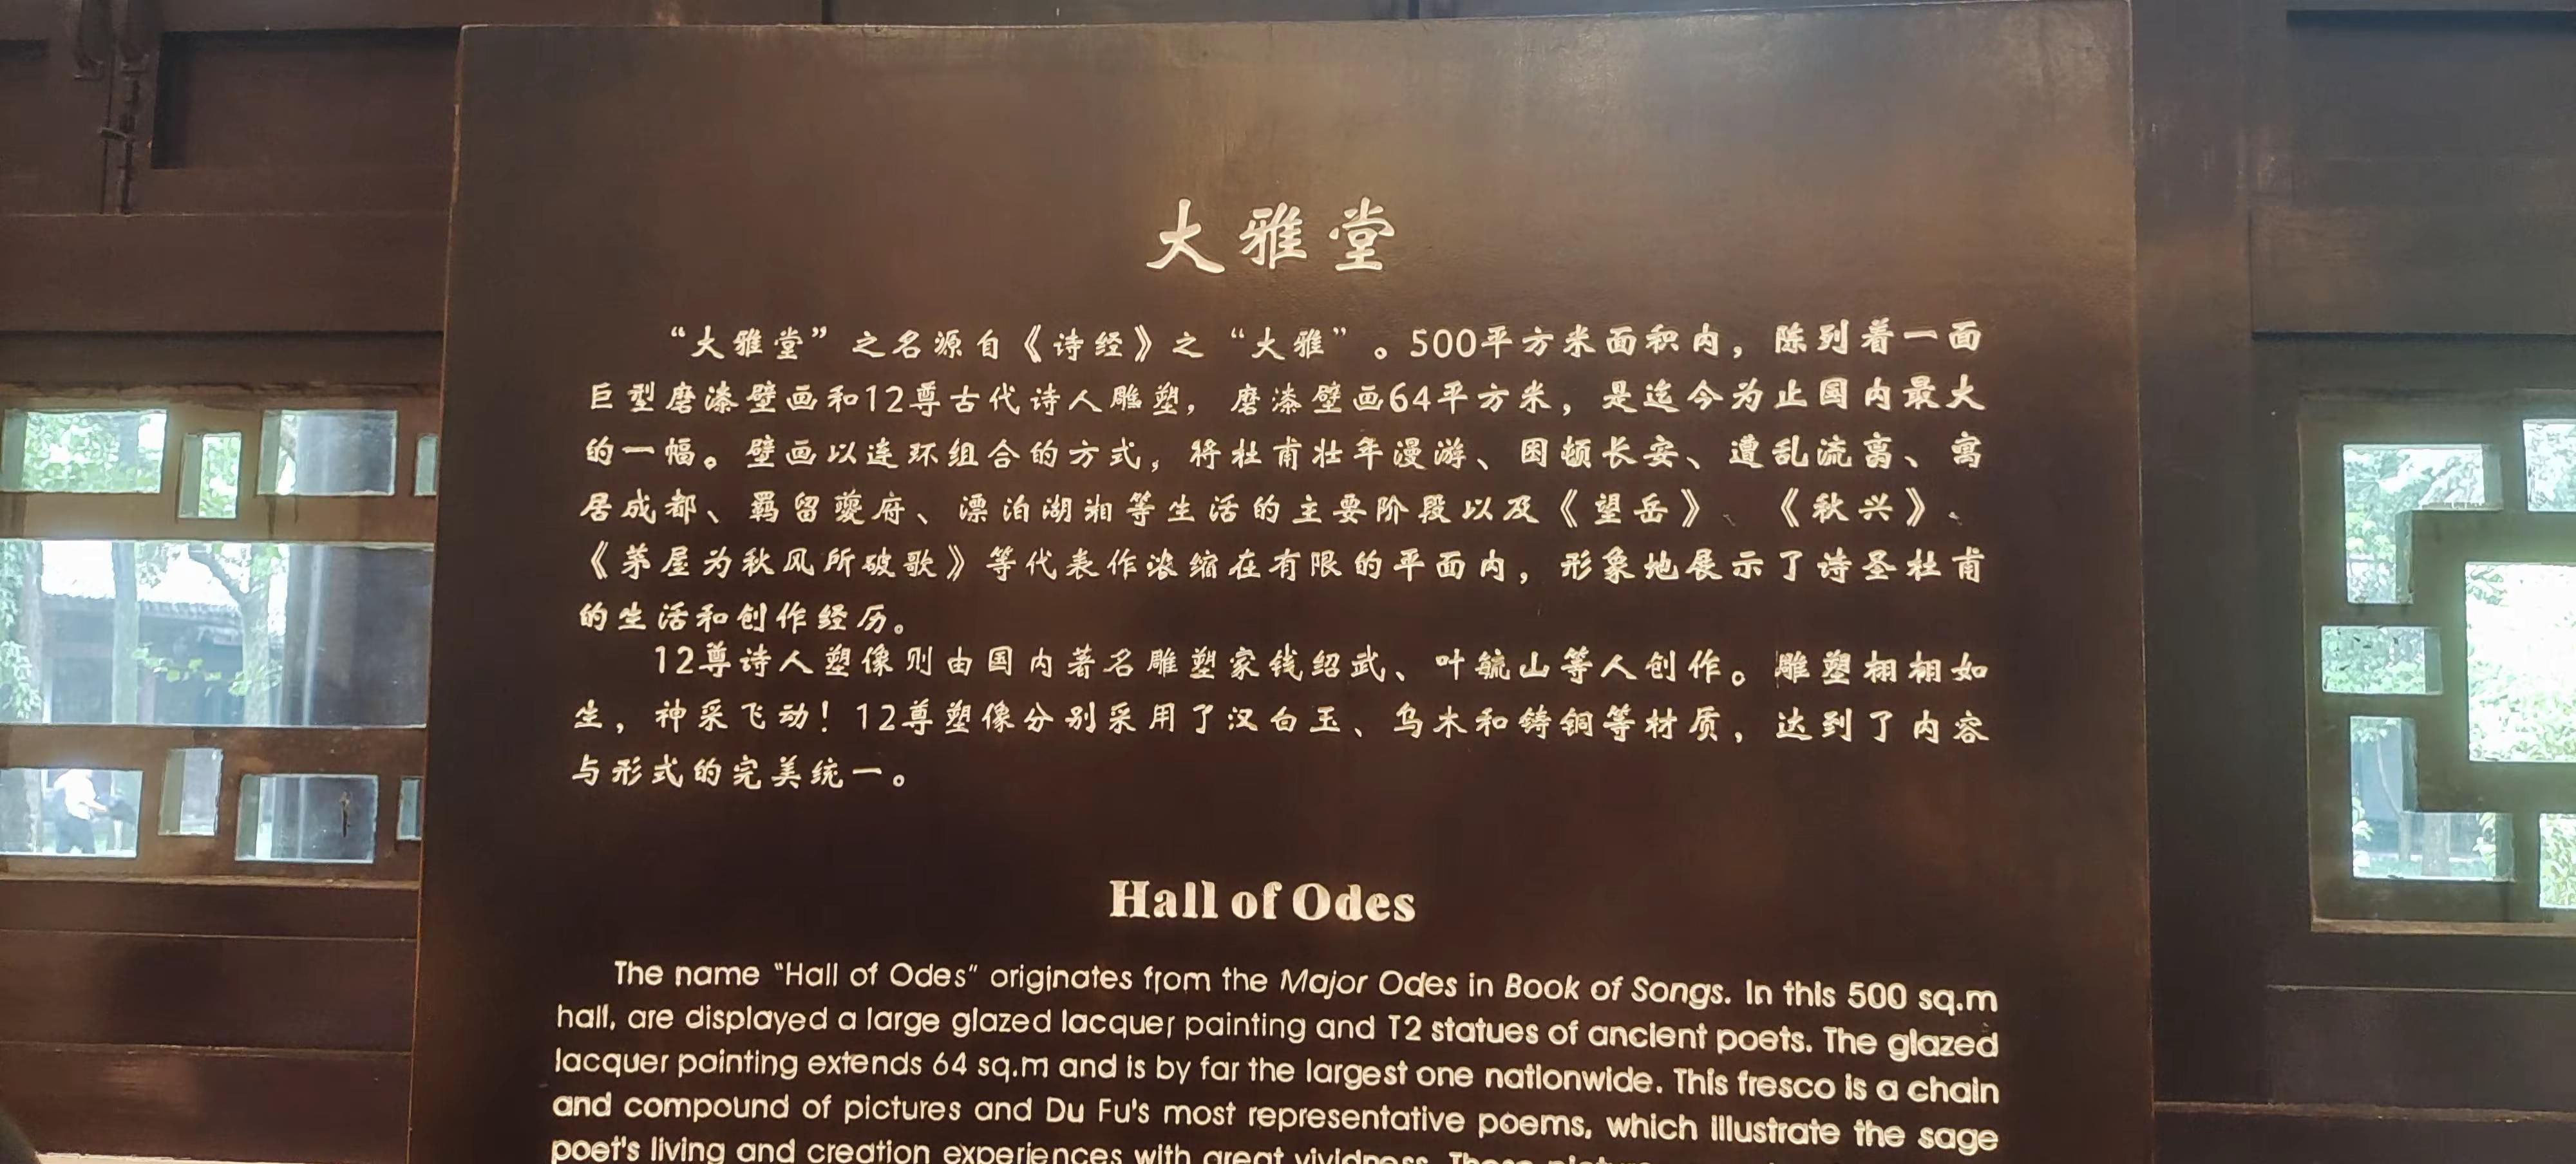 大雅堂
“大雅堂”之名源自《诗经》之“大雅”。500平方米面积内，陈列着一面
巨型磨漆壁画和12尊古代诗人雕塑，磨漆壁画64平方米，是迄今为止国内最大
的一幅。壁画以连环组合的方式，将杜甫壮年漫游、困顿长安、遭乱流离、寓
居成都、羁留夔府、漂泊湖湘等生活的主要阶段以及《望岳》、《秋兴》、
《茅屋为秋风所破歌》等代表作浓缩在有限的平面内，形象地展示了诗圣杜甫
的生活和创作经历。
12尊诗人塑像则由国内著名雕塑家钱绍武、叶毓山等人创作。雕塑栩栩如
生，神采飞动！12尊塑像分别采用了汉白玉、乌木和铸铜等材质，达到了内容
与形式的完美统一。
Hall of Odes
The name "Hall of Odes" originates from the Major Odes in Book of Songs. In this 500 sq.m
hall, are displayed a large glazed lacquer painting and T2 statues of ancient poets. The glazed
lacquer painting extends 64 sq.m and is by far the largest one nationwide. This fresco is a chain
and compound of pictures and Du Fu's most representative poems, which illustrate the sage
poet's living and creation experiences with great vividness.